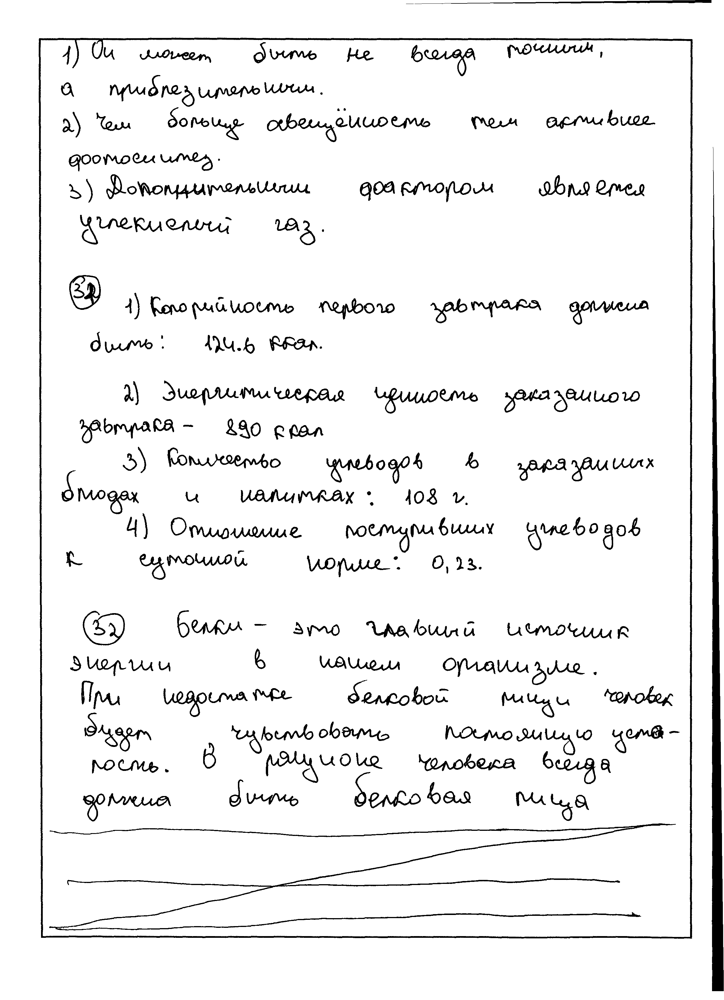 1) Он может быть не всегда точным,
а приблезительным.
2) Чем больще освещённость тем активнее
фотосинтез.
3) Дополнительным фактором является
углекислый газ.
31
1) Колорийность первого завтрака должна
быть: 124.6 ккал.
2) Энергитическая ценность заказанного
завтрака - 890 ккал
3) Количество углеводов в заказанных
блюдах и напитках: 108 г.
4) Отношение поступивших углеводов
к суточной норме: 0,23.
32 Белки - это главный источник
энергии в нашем организме.
При недостатке белковой пищи человек
будет чувствовать постоянную уста-
лость. В рационе человека всегда
должна быть белковая пища